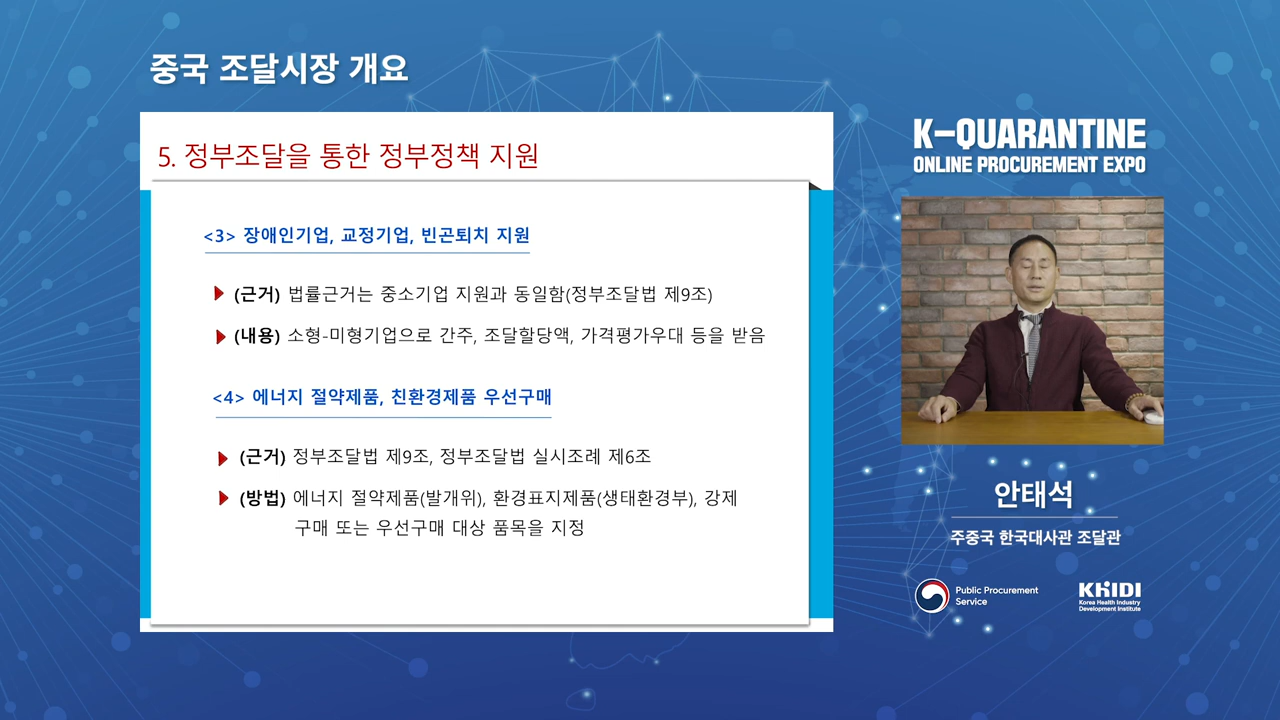 중국 조달시장 개요
5. 정부조달을 통한 정부정책 지원
<3> 장애인기업, 교정기업, 빈곤퇴치 지원
(근거) 법률근거는 중소기업 지원과 동일함(정부조달법 제9조)
(내용) 소형-미형기업으로 간주, 조달할당액, 가격평가우대 등을 받음
<4> 에너지 절약제품, 친환경제품 우선구매
(근거) 정부조달법 제9조, 정부조달법 실시조례 제6조
(방법) 에너지 절약제품(발개위), 환경표지제품(생태환경부), 강제
구매 또는 우선구매 대상 품목을 지정
K-QUARANTINE
ONLINE PROCUREMENT EXPO
안태석
주중국 한국대사관 조달관
Public Procurement
Service
KHIDI
Korea Health Industry
Development Institute